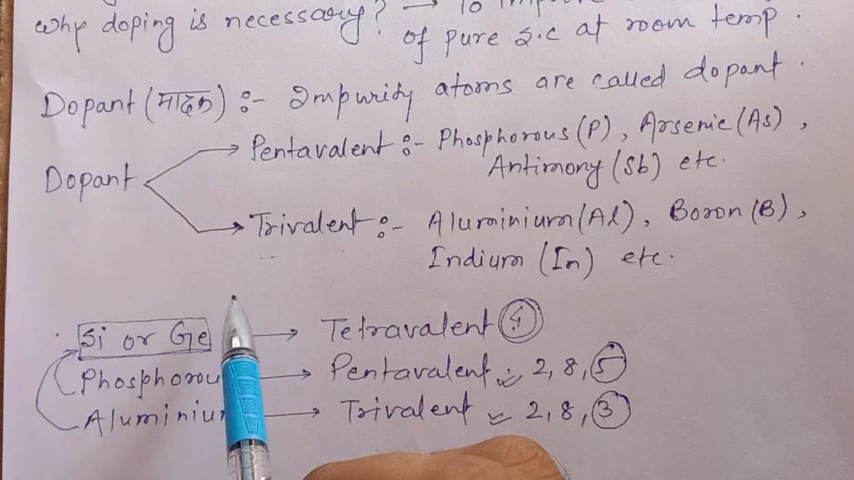 why doping is necessary? → To
of pure s.c at room temp.
Dopant (मादक) :- Impurity atoms are called dopant.
Pentavalent :- Phosphorous (P), Arsenic (As),
Antimony (Sb) etc.
Dopant
Trivalent :- Aluminium (Al), Boron (B),
Indium (In) etc.
Si or Ge → Tetravalent 4
Phosphorou → Pentavalent 2, 8, 5
Aluminiu → Trivalent 2, 8, 3